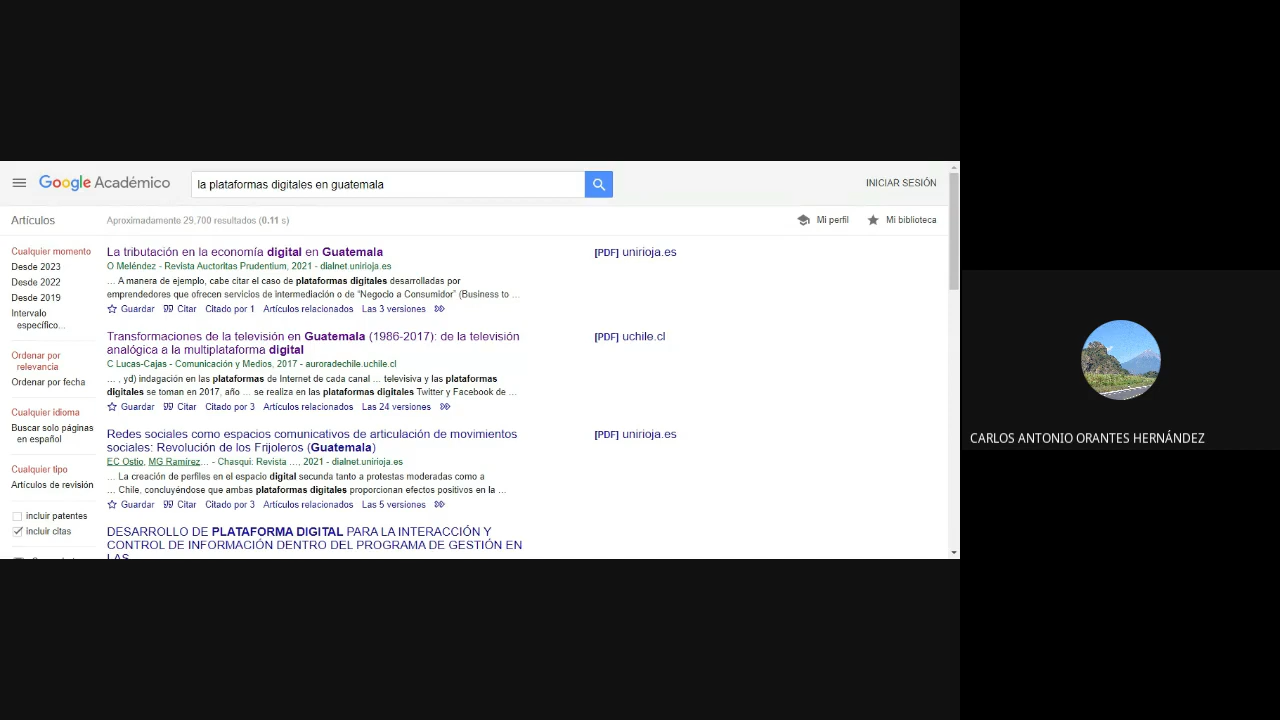 Google Académico
la plataformas digitales en guatemala
INICIAR SESIÓN
Artículos
Aproximadamente 29,700 resultados (0.11 s)
Mi perfil
Mi biblioteca
Cualquier momento
Desde 2023
Desde 2022
Desde 2019
Intervalo
específico...
Ordenar por
relevancia
Ordenar por fecha
Cualquier idioma
Buscar solo páginas
en español
Cualquier tipo
Artículos de revisión
incluir patentes
incluir citas
La tributación en la economía digital en Guatemala
[PDF] unirioja.es
O Meléndez - Revista Auctoritas Prudentium, 2021 - dialnet.unirioja.es
... A manera de ejemplo, cabe citar el caso de plataformas digitales desarrolladas por
emprendedores que ofrecen servicios de intermediación o de “Negocio a Consumidor” (Business to ...
Guardar Citar Citado por 1 Artículos relacionados Las 3 versiones
Transformaciones de la televisión en Guatemala (1986-2017): de la televisión
analógica a la multiplataforma digital
[PDF] uchile.cl
C Lucas-Cajas - Comunicación y Medios, 2017 - auroradechile.uchile.cl
... , yd) indagación en las plataformas de Internet de cada canal ... televisiva y las plataformas
digitales se toman en 2017, año ... se realiza en las plataformas digitales Twitter y Facebook de ...
Guardar Citar Citado por 3 Artículos relacionados Las 24 versiones
Redes sociales como espacios comunicativos de articulación de movimientos
sociales: Revolución de los Frijoleros (Guatemala)
[PDF] unirioja.es
EC Ostio, MG Ramírez... - Chasqui: Revista ..., 2021 - dialnet.unirioja.es
... La creación de perfiles en el espacio digital secunda tanto a protestas moderadas como a
... Chile, concluyéndose que ambas plataformas digitales proporcionan efectos positivos en la ...
Guardar Citar Citado por 3 Artículos relacionados Las 5 versiones
DESARROLLO DE PLATAFORMA DIGITAL PARA LA INTERACCIÓN Y
CONTROL DE INFORMACIÓN DENTRO DEL PROGRAMA DE GESTIÓN EN
LAS
CARLOS ANTONIO ORANTES HERNÁNDEZ